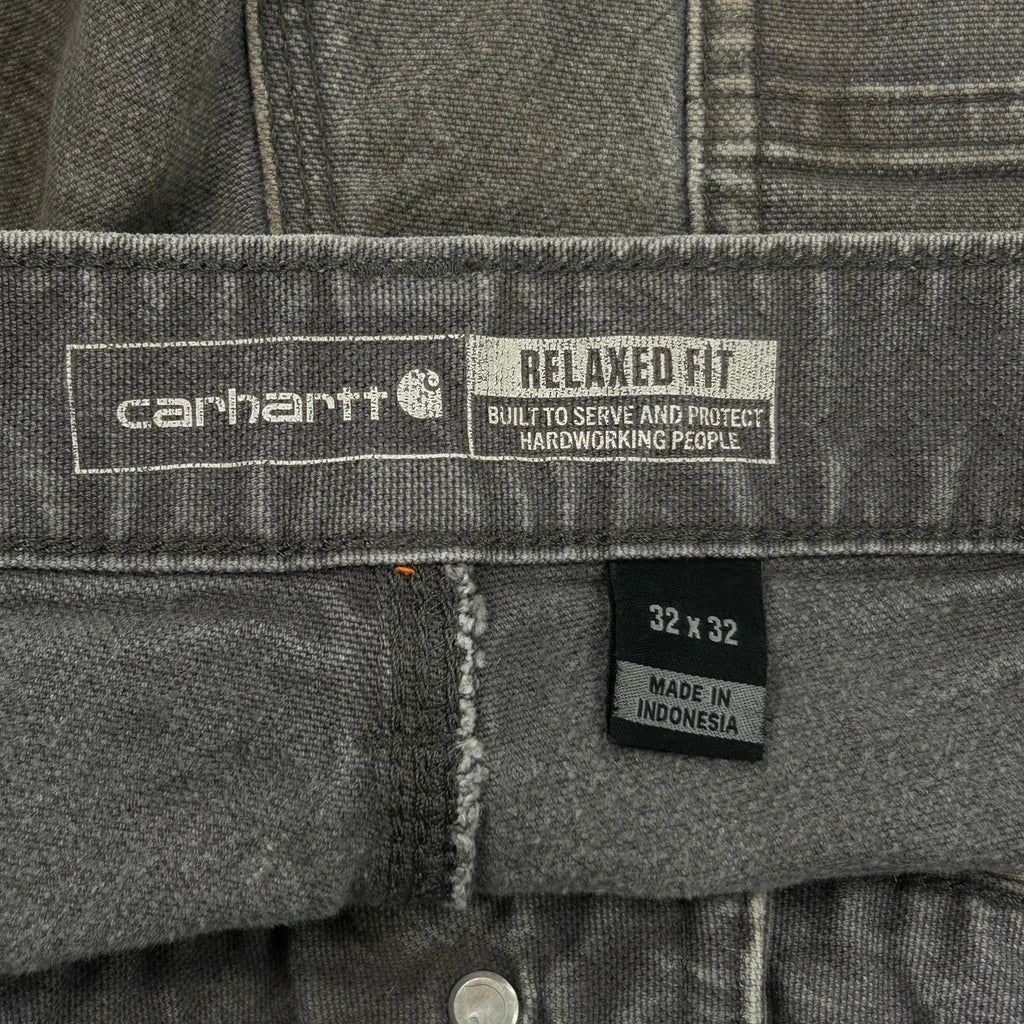 carhartt
RELAXED FIT
BUILT TO SERVE AND PROTECT
HARDWORKING PEOPLE
32 x 32
MADE IN
INDONESIA